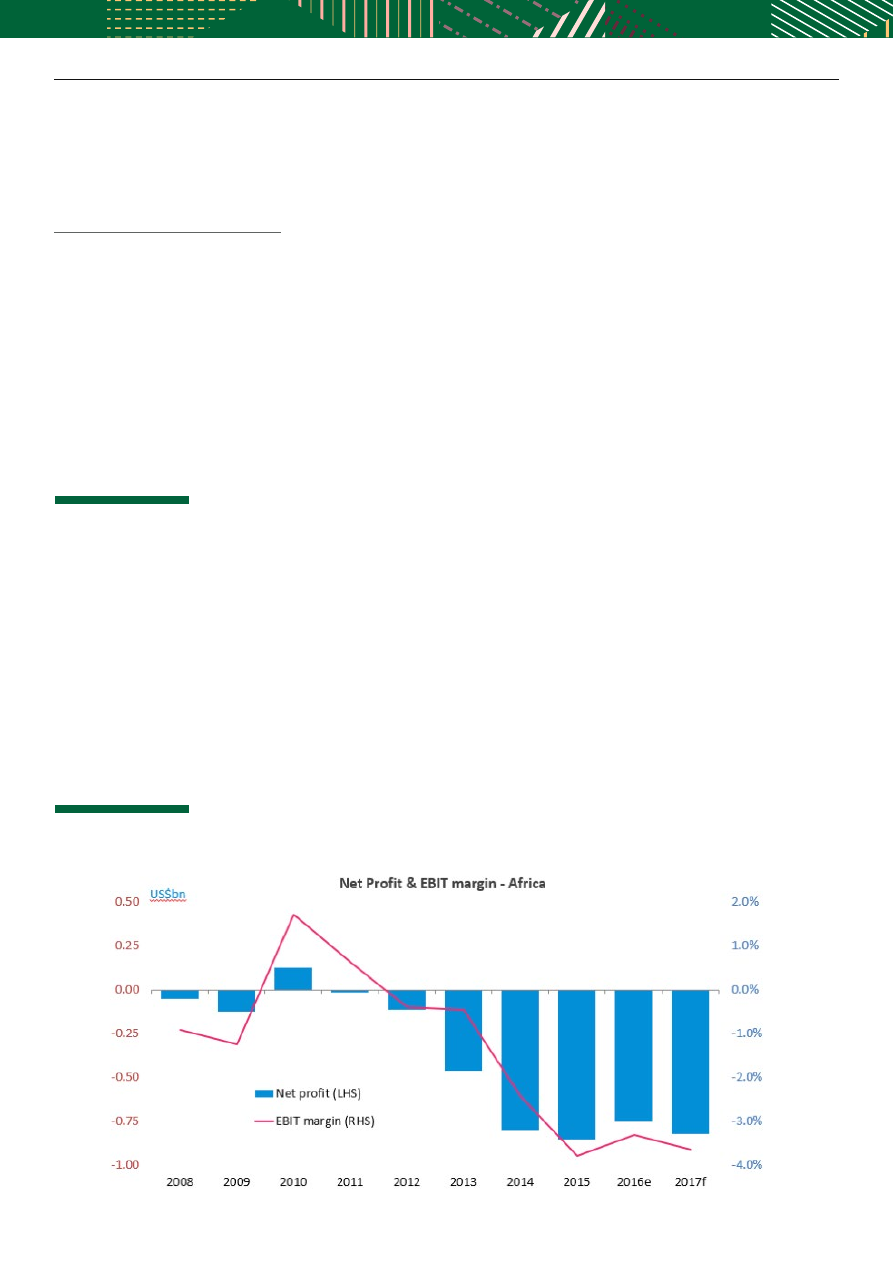 Net Profit & EBIT margin - Africa
US$bn
0.50 2.0%
0.25 1.0%
0.00 0.0%
-0.25 -1.0%
-0.50 -2.0%
Net profit (LHS)
-0.75 EBIT margin (RHS) -3.0%
-1.00 -4.0%
2008 2009 2010 2011 2012 2013 2014 2015 2016e 2017f